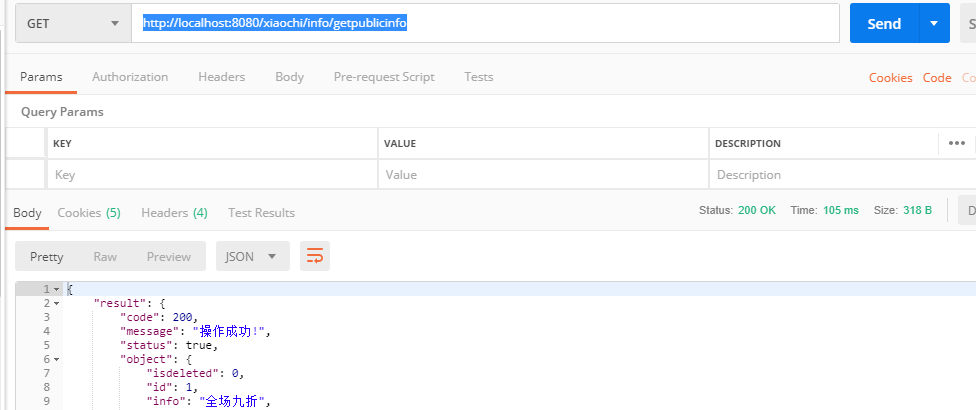 GET http://localhost:8080/xiaochi/info/getpublicinfo Send S
Params Authorization Headers Body Pre-request Script Tests Cookies Code Co
Query Params
KEY VALUE DESCRIPTION •••
Key Value Description
Body Cookies (5) Headers (4) Test Results Status: 200 OK Time: 105 ms Size: 318 B D
Pretty Raw Preview JSON
1 {
2 "result": {
3 "code": 200,
4 "message": "操作成功!",
5 "status": true,
6 "object": {
7 "isdeleted": 0,
8 "id": 1,
9 "info": "全场九折",